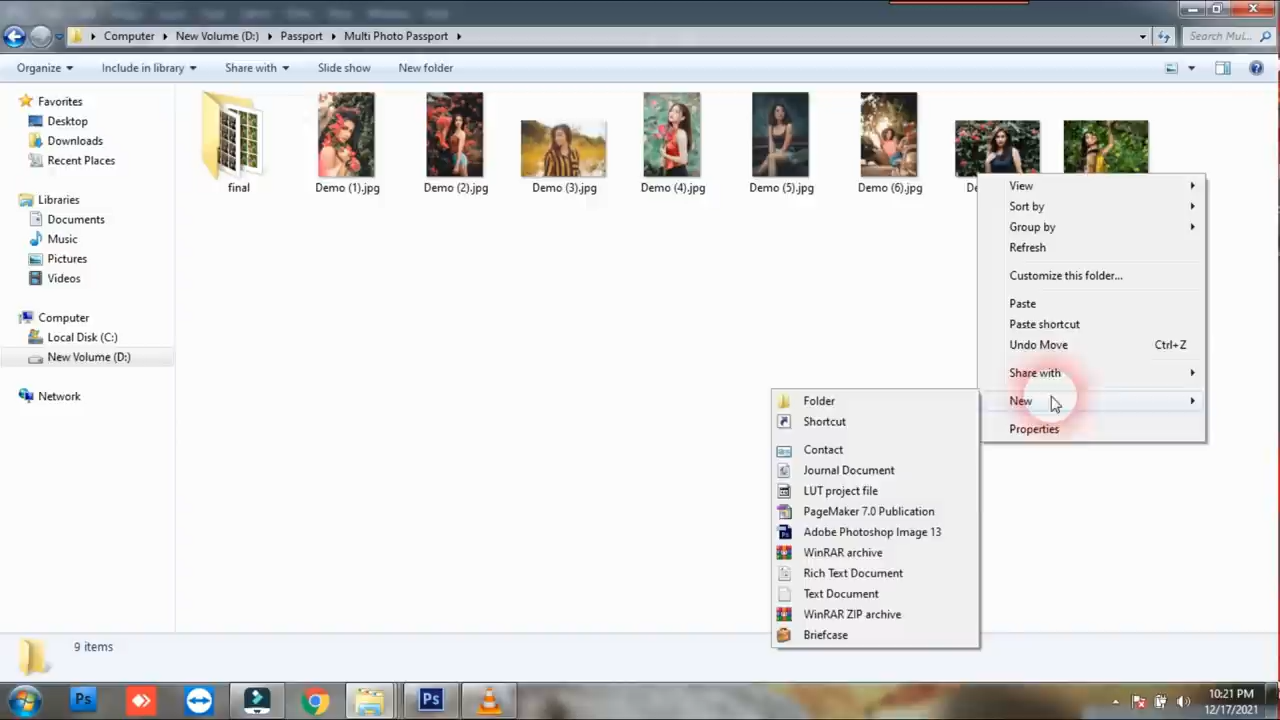 Computer New Volume (D:) Passport Multi Photo Passport
Search Mul...
Organize Include in library Share with Slide show New folder
Favorites
Desktop
Downloads
Recent Places
Libraries
Documents
Music
Pictures
Videos
Computer
Local Disk (C:)
New Volume (D:)
Network
final Demo (1).jpg Demo (2).jpg Demo (3).jpg Demo (4).jpg Demo (5).jpg Demo (6).jpg De
View
Sort by
Group by
Refresh
Customize this folder...
Paste
Paste shortcut
Undo Move Ctrl+Z
Share with
New
Properties
Folder
Shortcut
Contact
Journal Document
LUT project file
PageMaker 7.0 Publication
Adobe Photoshop Image 13
WinRAR archive
Rich Text Document
Text Document
WinRAR ZIP archive
Briefcase
9 items
Ps
Ps
10:21 PM
12/17/2021